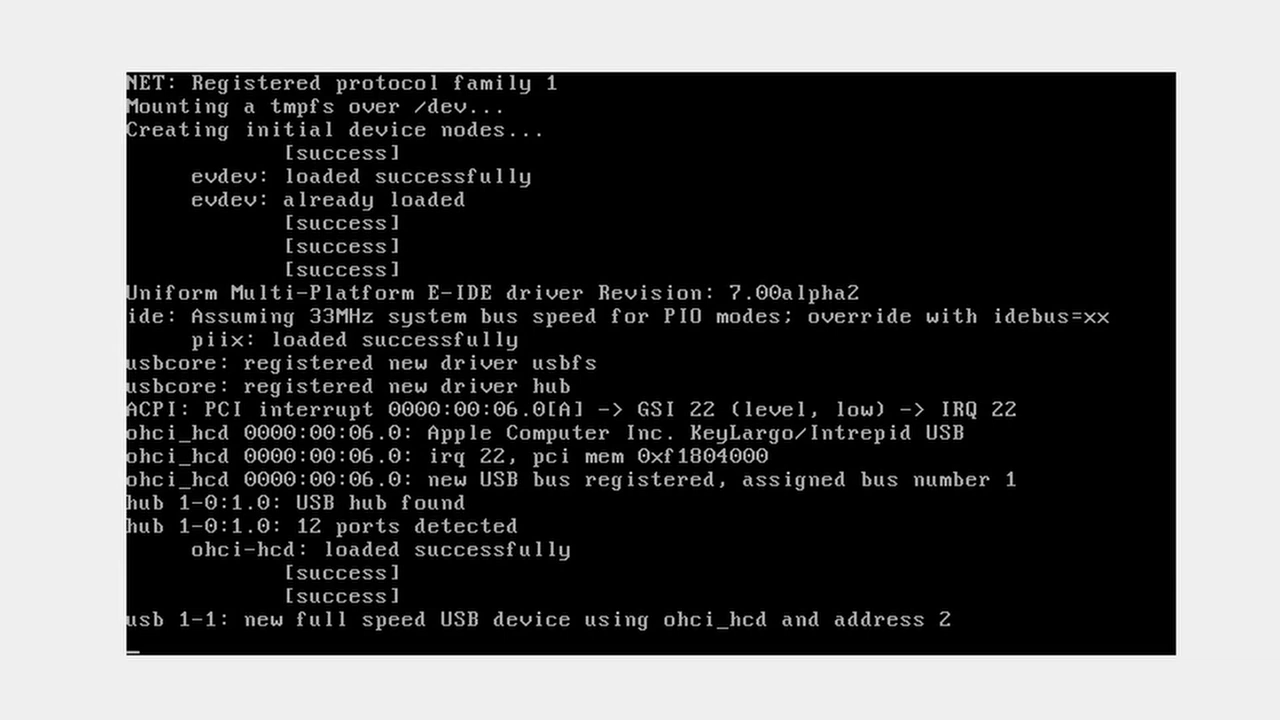 NET: Registered protocol family 1
Mounting a tmpfs over /dev...
Creating initial device nodes...
[success]
evdev: loaded successfully
evdev: already loaded
[success]
[success]
[success]
Uniform Multi-Platform E-IDE driver Revision: 7.00alpha2
ide: Assuming 33MHz system bus speed for PIO modes; override with idebus=xx
piix: loaded successfully
usbcore: registered new driver usbfs
usbcore: registered new driver hub
ACPI: PCI interrupt 0000:00:06.0[A] -> GSI 22 (level, low) -> IRQ 22
ohci_hcd 0000:00:06.0: Apple Computer Inc. KeyLargo/Intrepid USB
ohci_hcd 0000:00:06.0: irq 22, pci mem 0xf1804000
ohci_hcd 0000:00:06.0: new USB bus registered, assigned bus number 1
hub 1-0:1.0: USB hub found
hub 1-0:1.0: 12 ports detected
ohci-hcd: loaded successfully
[success]
[success]
usb 1-1: new full speed USB device using ohci_hcd and address 2
_